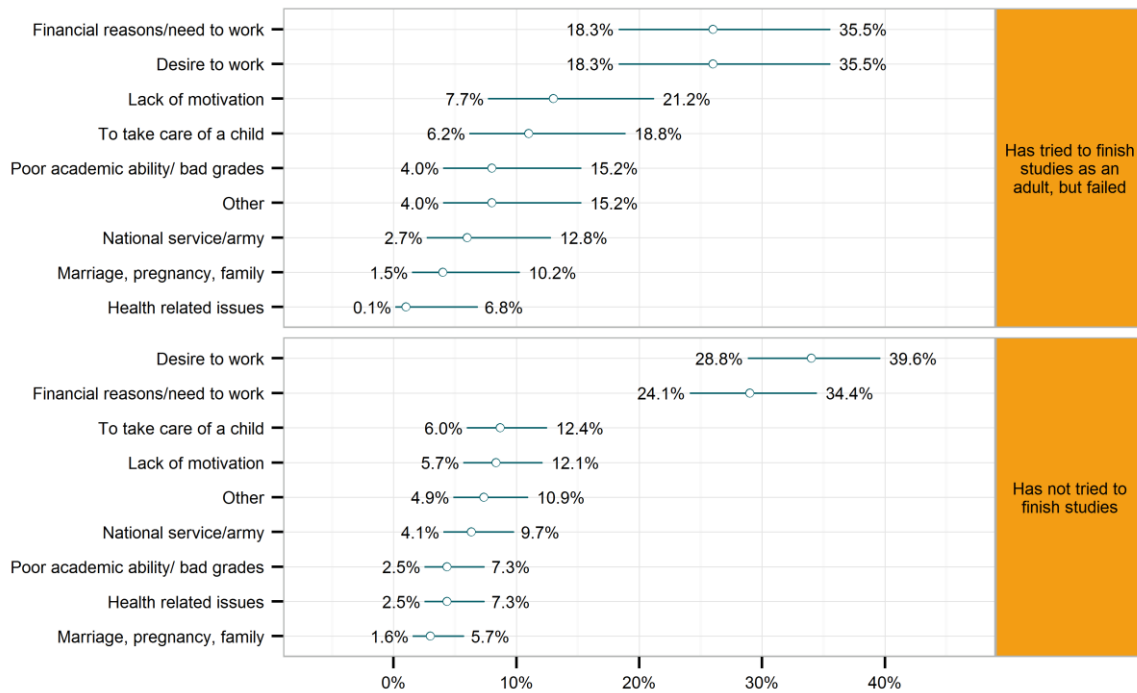 Financial reasons/need to work 18.3% 35.5%
Desire to work 18.3% 35.5%
Lack of motivation 7.7% 21.2%
To take care of a child 6.2% 18.8%
Poor academic ability/ bad grades 4.0% 15.2%
Other 4.0% 15.2%
National service/army 2.7% 12.8%
Marriage, pregnancy, family 1.5% 10.2%
Health related issues 0.1% 6.8%
Has tried to finish
studies as an
adult, but failed
Desire to work 28.8% 39.6%
Financial reasons/need to work 24.1% 34.4%
To take care of a child 6.0% 12.4%
Lack of motivation 5.7% 12.1%
Other 4.9% 10.9%
National service/army 4.1% 9.7%
Poor academic ability/ bad grades 2.5% 7.3%
Health related issues 2.5% 7.3%
Marriage, pregnancy, family 1.6% 5.7%
Has not tried to
finish studies
0% 10% 20% 30% 40%